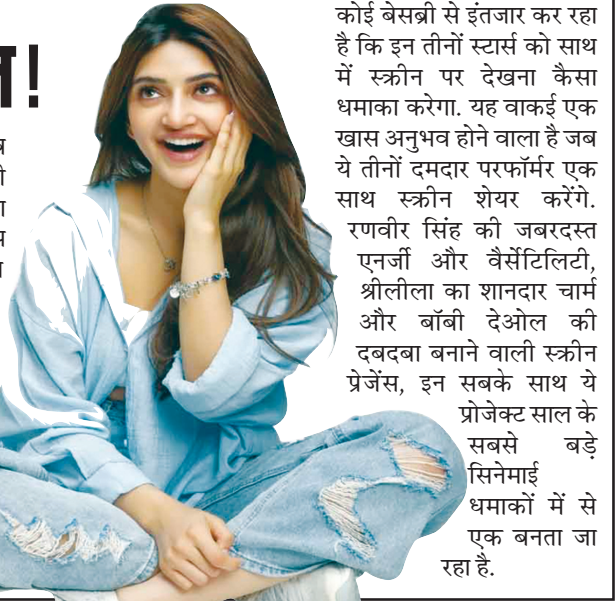 कोई बेसब्री से इंतजार कर रहा
है कि इन तीनों स्टार्स को साथ
में स्क्रीन पर देखना कैसा
धमाका करेगा. यह वाकई एक
खास अनुभव होने वाला है जब
ये तीनों दमदार परफॉर्मर एक
साथ स्क्रीन शेयर करेंगे.
रणवीर सिंह की जबरदस्त
एनर्जी और वैर्सेटिलिटी,
श्रीलीला का शानदार चार्म
और बॉबी देओल की
दबदबा बनाने वाली स्क्रीन
प्रेजेंस, इन सबके साथ ये
प्रोजेक्ट साल के
सबसे बड़े
सिनेमाई
धमाकों में से
एक बनता जा
रहा है.